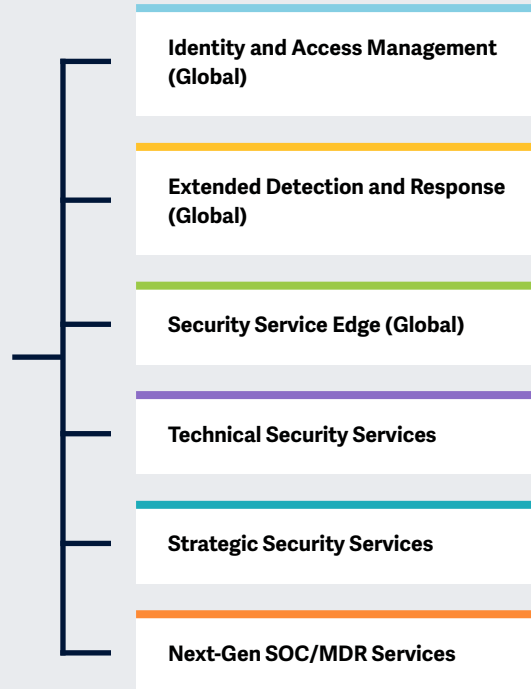 Identity and Access Management
(Global)
Extended Detection and Response
(Global)
Security Service Edge (Global)
Technical Security Services
Strategic Security Services
Next-Gen SOC/MDR Services